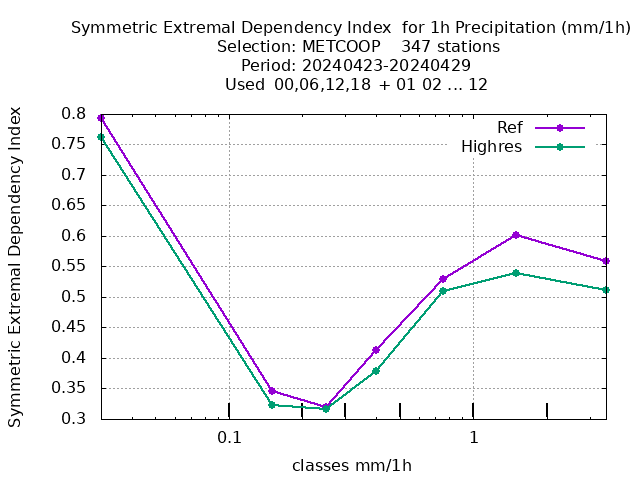 Symmetric Extremal Dependency Index  for 1h Precipitation (mm/1h)
Selection: METCOOP    347 stations
Period: 20240423-20240429
Used  00,06,12,18  + 01 02 ... 12
Symmetric Extremal Dependency Index
0.8
0.75
0.7
0.65
0.6
0.55
0.5
0.45
0.4
0.35
0.3
Ref
Highres
0.1
1
classes mm/1h